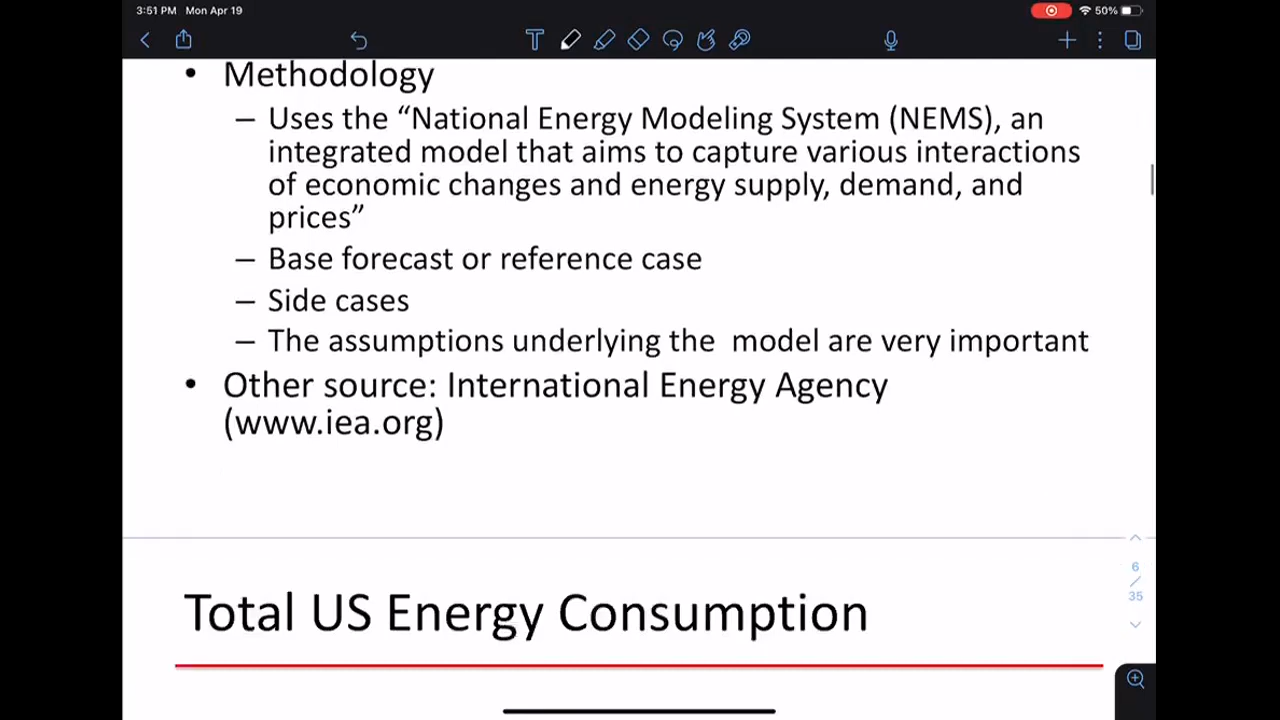 3:51 PM Mon Apr 19
50%
• Methodology
– Uses the “National Energy Modeling System (NEMS), an
integrated model that aims to capture various interactions
of economic changes and energy supply, demand, and
prices”
– Base forecast or reference case
– Side cases
– The assumptions underlying the  model are very important
• Other source: International Energy Agency
(www.iea.org)
6
/
35
Total US Energy Consumption